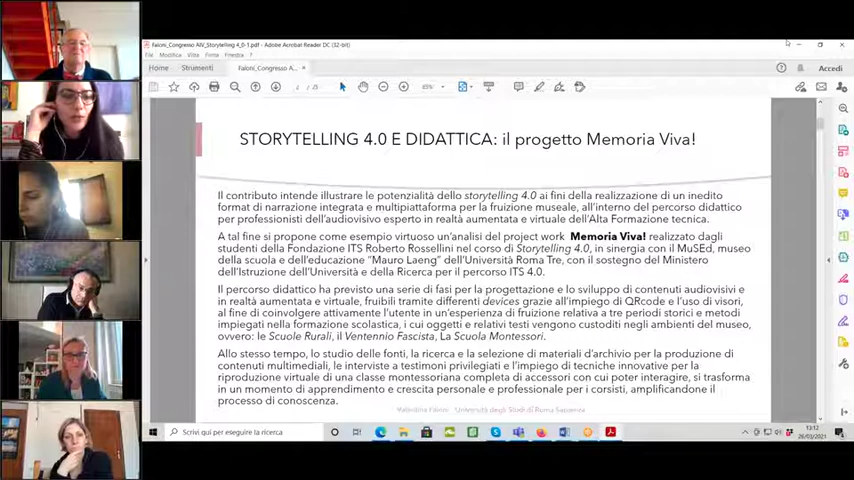 Faloni_Congresso AIV_Storytelling 4_0-1.pdf - Adobe Acrobat Reader DC (32-bit)
File Modifica Vista Firma Finestra ?
Home Strumenti Faloni_Congresso A... ×
Accedi
2 / 25
STORYTELLING 4.0 E DIDATTICA: il progetto Memoria Viva!
Il contributo intende illustrare le potenzialità dello storytelling 4.0 ai fini della realizzazione di un inedito
format di narrazione integrata e multipiattaforma per la fruizione museale, all'interno del percorso didattico
per professionisti dell'audiovisivo esperto in realtà aumentata e virtuale dell'Alta Formazione tecnica.
A tal fine si propone come esempio virtuoso un'analisi del project work Memoria Viva! realizzato dagli
studenti della Fondazione ITS Roberto Rossellini nel corso di Storytelling 4.0, in sinergia con il MuSEd, museo
della scuola e dell'educazione "Mauro Laeng" dell'Università Roma Tre, con il sostegno del Ministero
dell'Istruzione dell'Università e della Ricerca per il percorso ITS 4.0.
Il percorso didattico ha previsto una serie di fasi per la progettazione e lo sviluppo di contenuti audiovisivi e
in realtà aumentata e virtuale, fruibili tramite differenti devices grazie all'impiego di QRcode e l'uso di visori,
al fine di coinvolgere attivamente l'utente in un'esperienza di fruizione relativa a tre periodi storici e metodi
impiegati nella formazione scolastica, i cui oggetti e relativi testi vengono custoditi negli ambienti del museo,
ovvero: le Scuole Rurali, il Ventennio Fascista, La Scuola Montessori.
Allo stesso tempo, lo studio delle fonti, la ricerca e la selezione di materiali d'archivio per la produzione di
contenuti multimediali, le interviste a testimoni privilegiati e l'impiego di tecniche innovative per la
riproduzione virtuale di una classe montessoriana completa di accessori con cui poter interagire, si trasforma
in un momento di apprendimento e crescita personale e professionale per i corsisti, amplificandone il
processo di conoscenza.
Valentina Faloni Università degli Studi di Roma Sapienza
Scrivi qui per eseguire la ricerca
13:12
26/03/2021